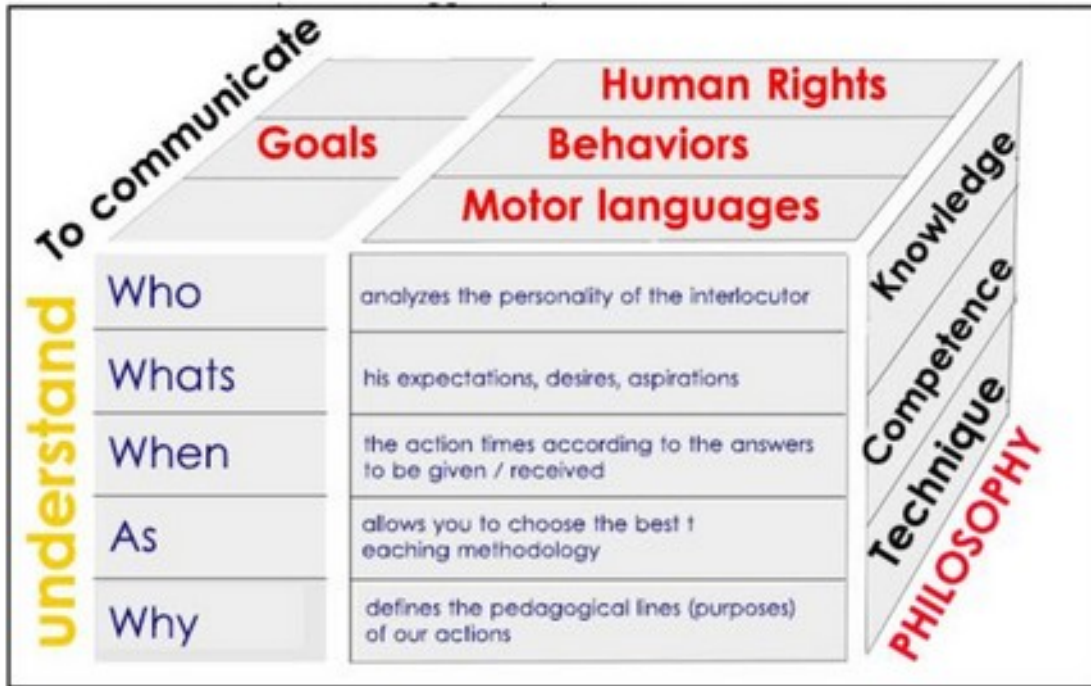 To communicate
Human Rights
Goals
Behaviors
Motor languages
understand
Who
analyzes the personality of the interlocutor
Whats
his expectations, desires, aspirations
When
the action times according to the answers
to be given / received
As
allows you to choose the best t
eaching methodology
Why
defines the pedagogical lines (purposes)
of our actions
Knowledge
Competence
Technique
PHILOSOPHY